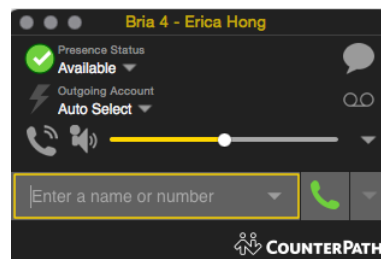 Bria 4 - Erica Hong
Presence Status
Available
Outgoing Account
Auto Select
Enter a name or number
COUNTERPATH